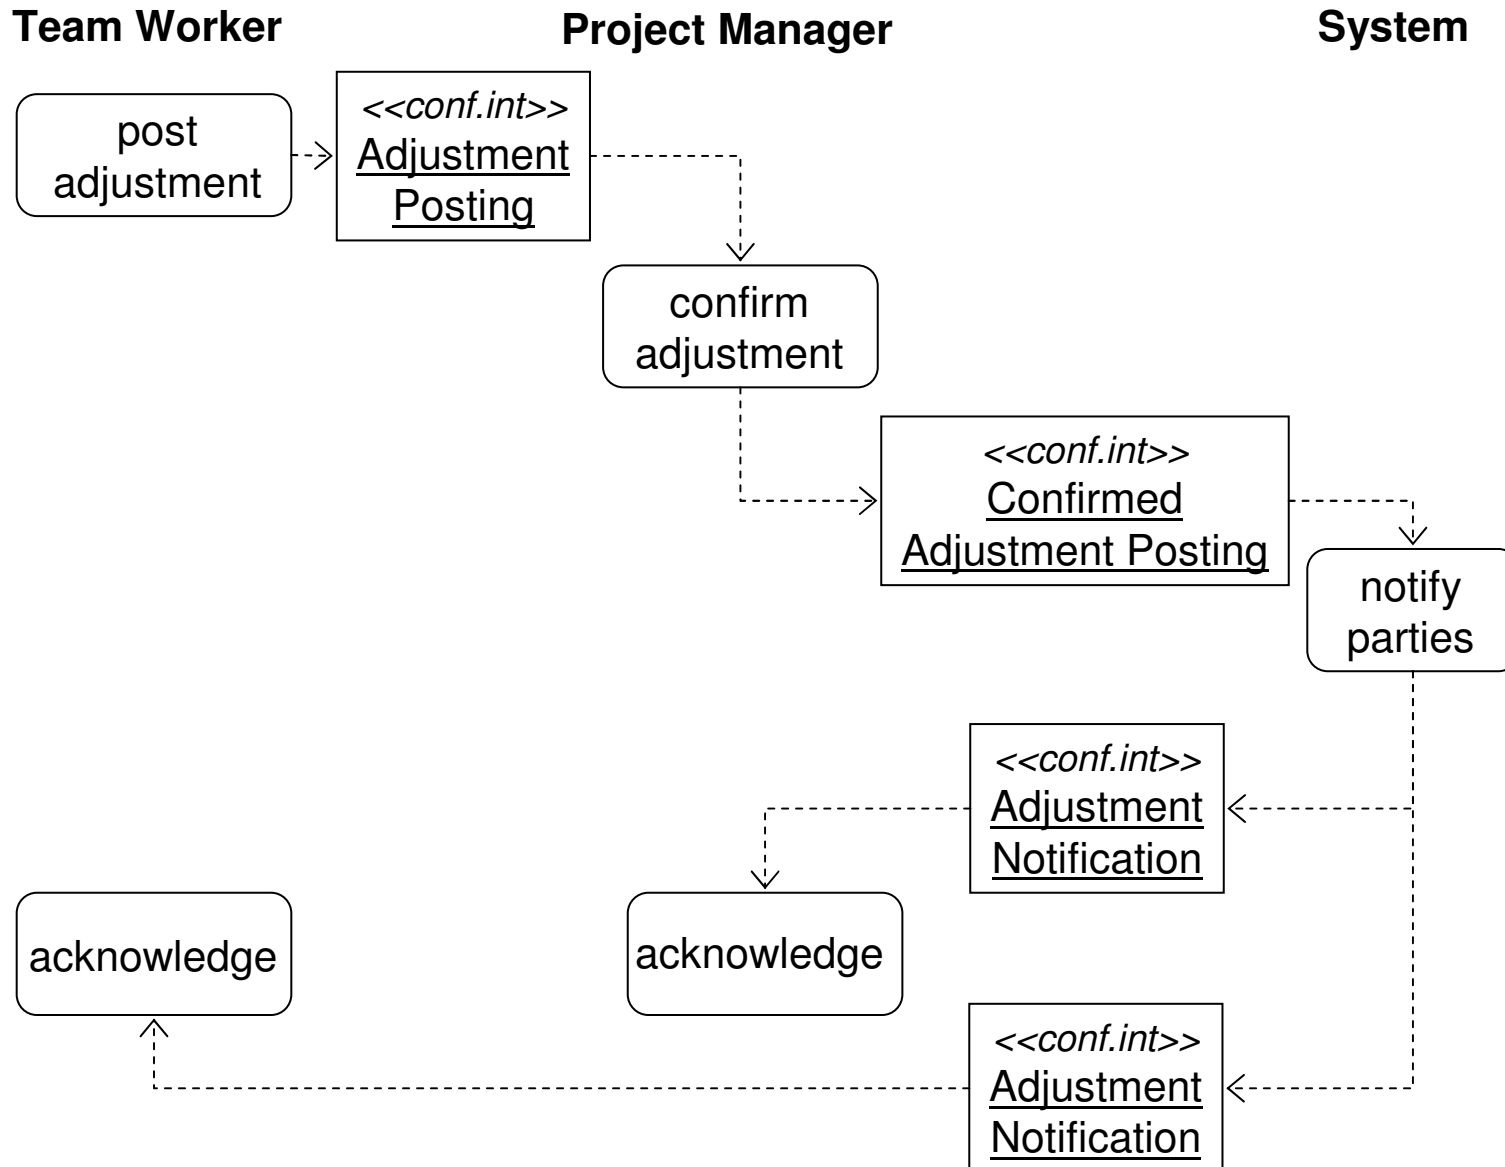 Team Worker
Project Manager
System
post
adjustment
<<conf.int>>
Adjustment
Posting
confirm
adjustment
<<conf.int>>
Confirmed
Adjustment Posting
notify
parties
<<conf.int>>
Adjustment
Notification
acknowledge
acknowledge
<<conf.int>>
Adjustment
Notification